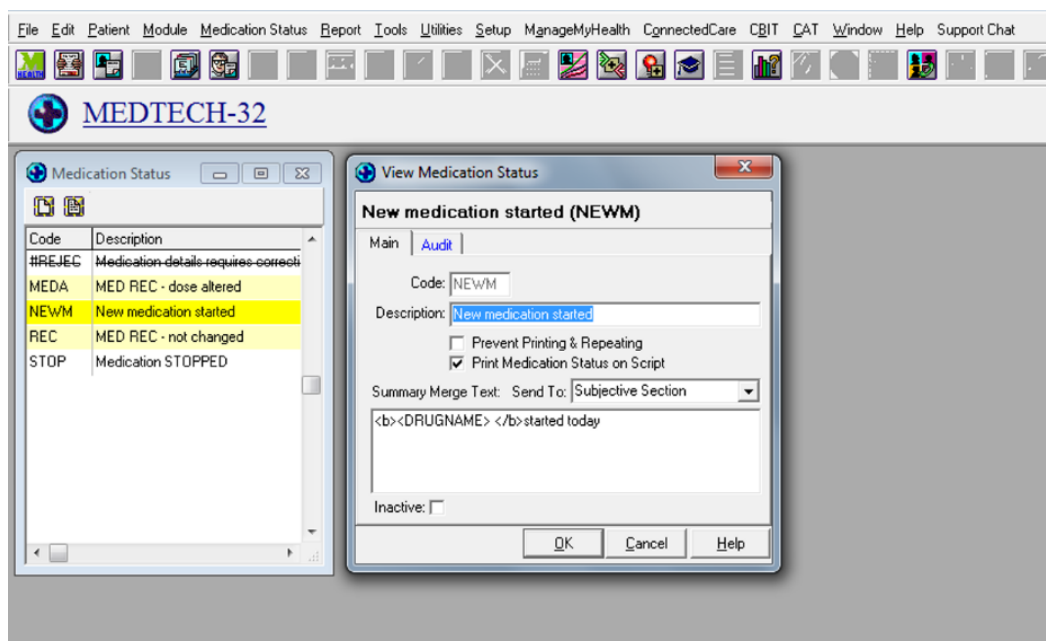 File Edit Patient Module Medication Status Report Tools Utilities Setup ManageMyHealth ConnectedCare CBIT CAT Window Help Support Chat
HEALTH
MEDTECH-32
Medication Status
Code Description
#REJEC Medication details requires correcti
MEDA MED REC - dose altered
NEWM New medication started
REC MED REC - not changed
STOP Medication STOPPED
View Medication Status
New medication started (NEWM)
Main Audit
Code: NEWM
Description: New medication started
Prevent Printing & Repeating
Print Medication Status on Script
Summary Merge Text: Send To: Subjective Section
<b><DRUGNAME> </b>started today
Inactive:
OK Cancel Help